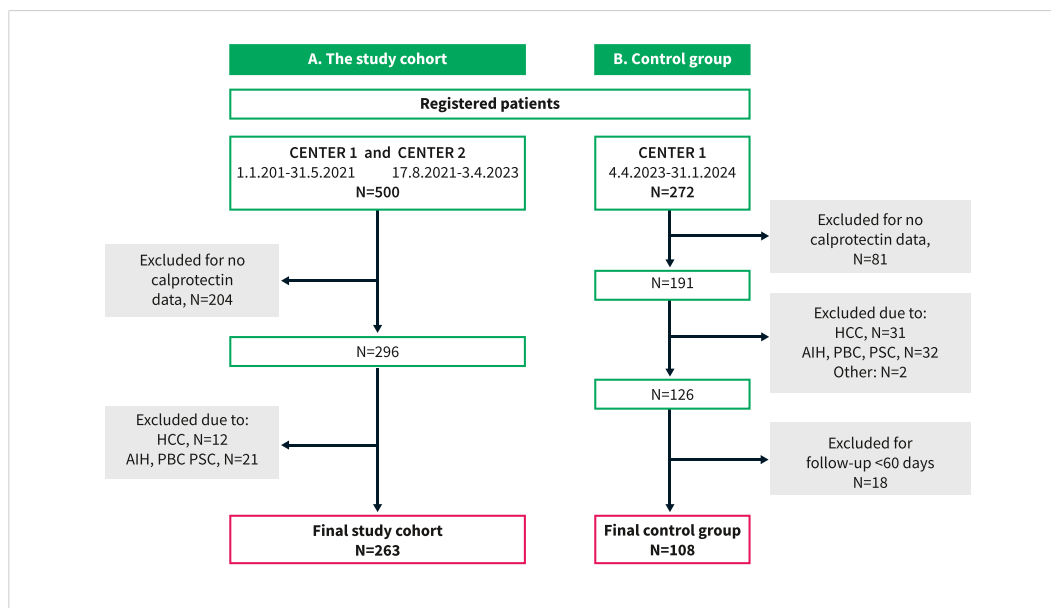 A. The study cohort
B. Control group
Registered patients
CENTER 1 and CENTER 2
1.1.201-31.5.2021 17.8.2021-3.4.2023
N=500
CENTER 1
4.4.2023-31.1.2024
N=272
Excluded for no
calprotectin data,
N=81
Excluded for no
calprotectin
data, N=204
N=191
Excluded due to:
HCC, N=31
AIH, PBC, PSC, N=32
Other: N=2
N=296
N=126
Excluded due to:
HCC, N=12
AIH, PBC PSC, N=21
Excluded for
follow-up <60 days
N=18
Final study cohort
N=263
Final control group
N=108